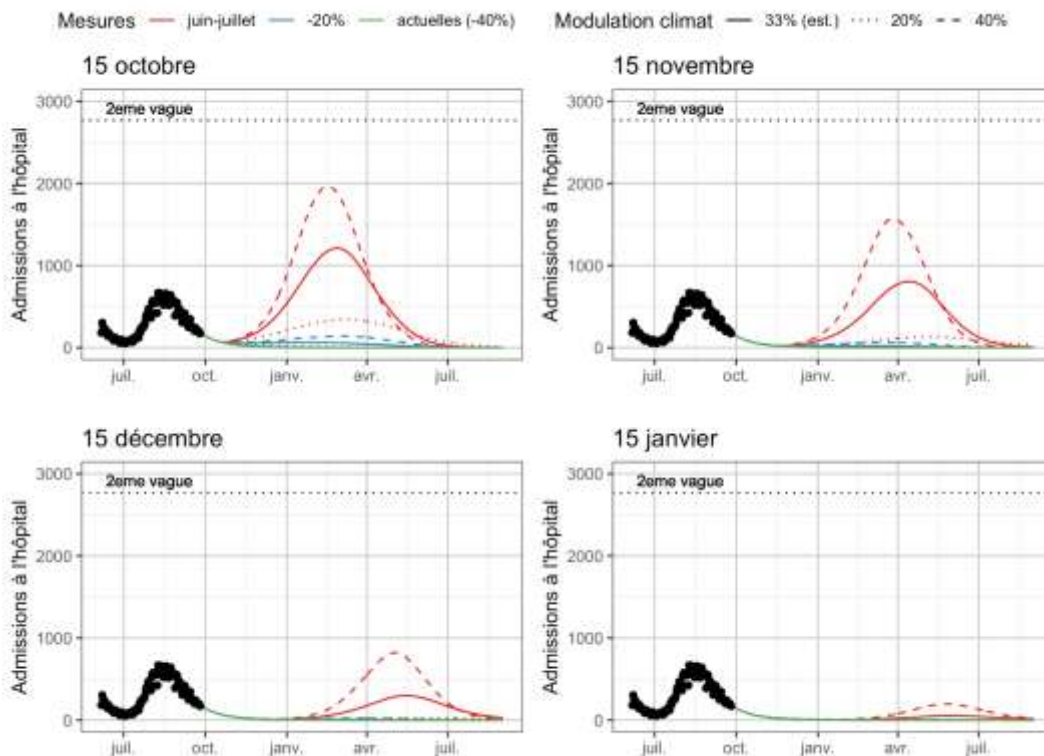 Mesures juin-juillet -20% actuelles (-40%) Modulation climat 33% (est.) 20% 40%
15 octobre
3000
2eme vague
2000
1000
0
Admissions à l'hôpital
juil. oct. janv. avr. juil.
15 novembre
3000
2eme vague
2000
1000
0
Admissions à l'hôpital
juil. oct. janv. avr. juil.
15 décembre
3000
2eme vague
2000
1000
0
Admissions à l'hôpital
juil. oct. janv. avr. juil.
15 janvier
3000
2eme vague
2000
1000
0
Admissions à l'hôpital
juil. oct. janv. avr. juil.